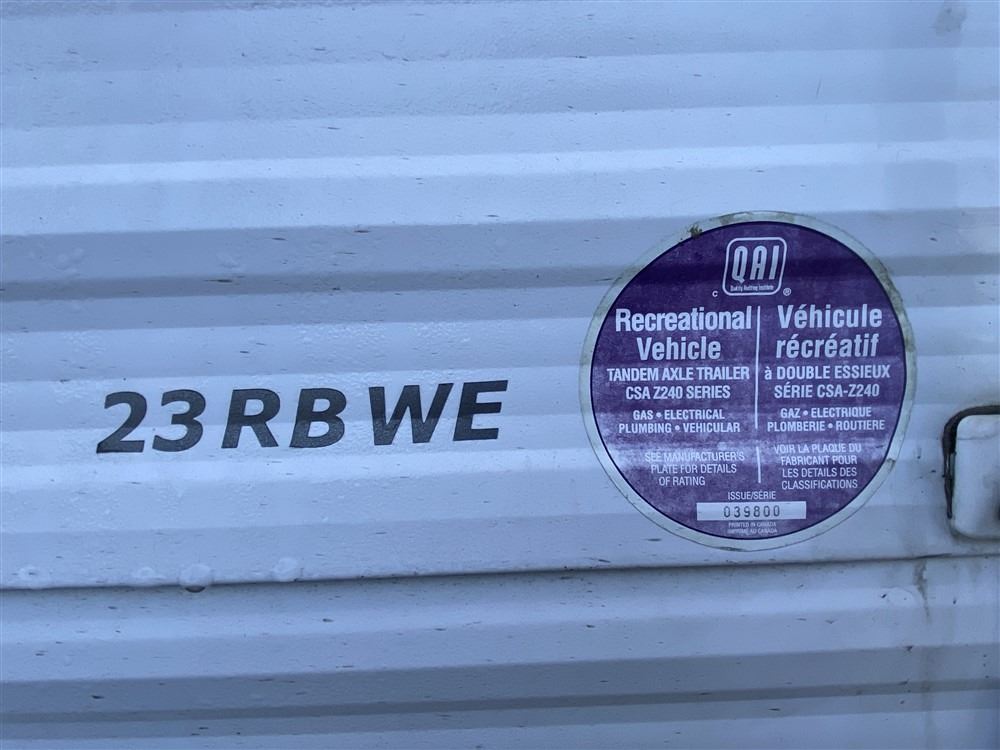 23RBWE
QAI
Quality Auditing Institute
C ®
Recreational
Vehicle
TANDEM AXLE TRAILER
CSA Z240 SERIES
GAS • ELECTRICAL
PLUMBING • VEHICULAR
SEE MANUFACTURER'S
PLATE FOR DETAILS
OF RATING
Véhicule
récréatif
à DOUBLE ESSIEUX
SÉRIE CSA-Z240
GAZ • ELECTRIQUE
PLOMBERIE • ROUTIERE
VOIR LA PLAQUE DU
FABRICANT POUR
LES DETAILS DES
CLASSIFICATIONS
ISSUE/SÉRIE
039800
PRINTED IN CANADA
IMPRIMÉ AU CANADA